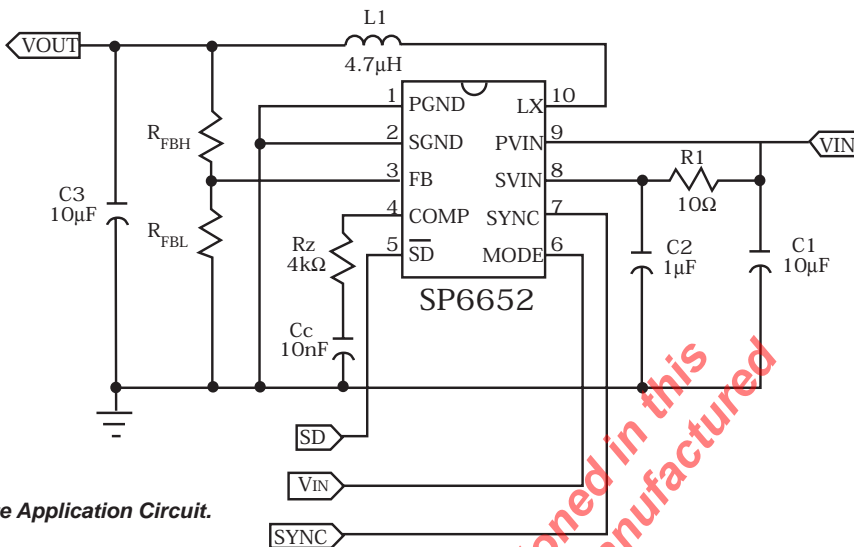 L1
VOUT
4.7µH
1 PGND LX 10
2 SGND PVIN 9
VIN
RFBH
R1
3 FB SVIN 8
10Ω
C3
10µF
4 COMP SYNC 7
RFBL
Rz
4kΩ
5 SD MODE 6
C2
1µF
C1
10µF
SP6652
Cc
10nF
SD
VIN
SYNC
Application Circuit.
in this